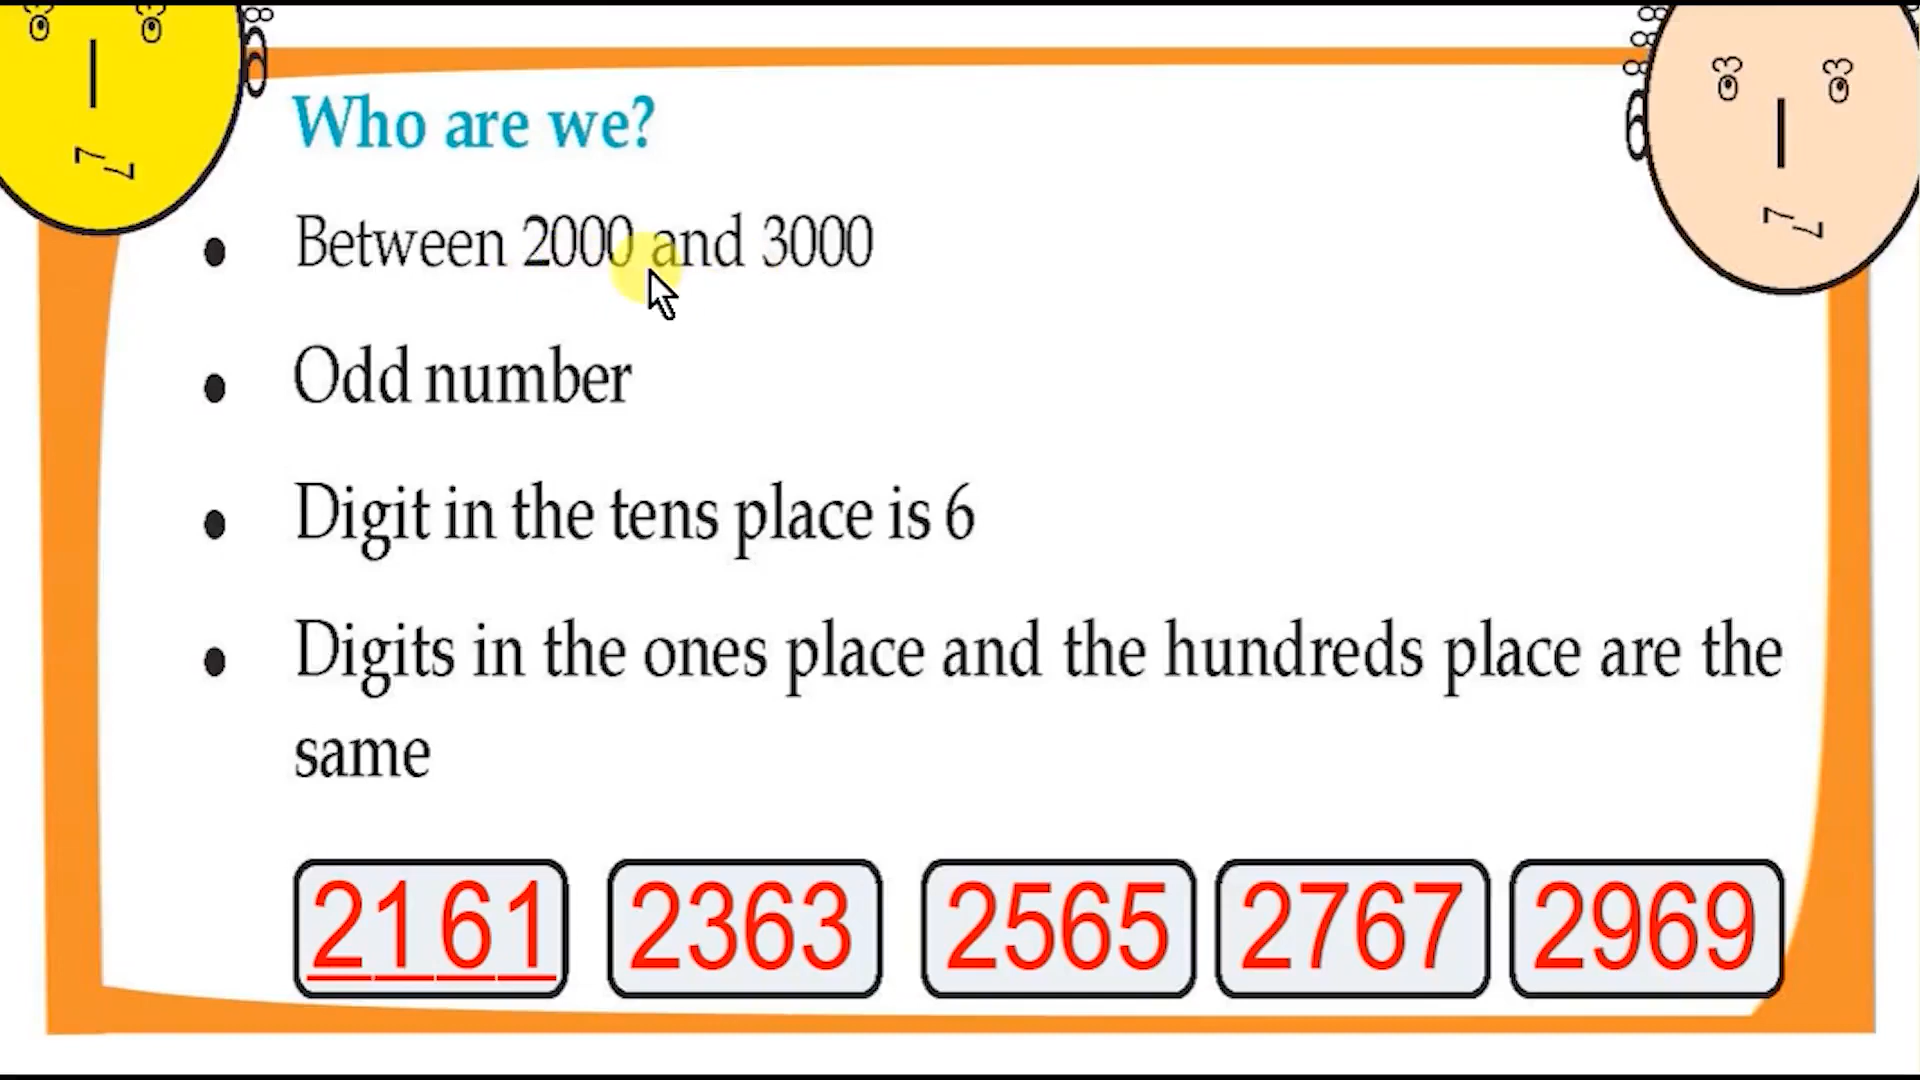 Who are we?
• Between 2000 and 3000
• Odd number
• Digit in the tens place is 6
• Digits in the ones place and the hundreds place are the
same
2161 2363 2565 2767 2969